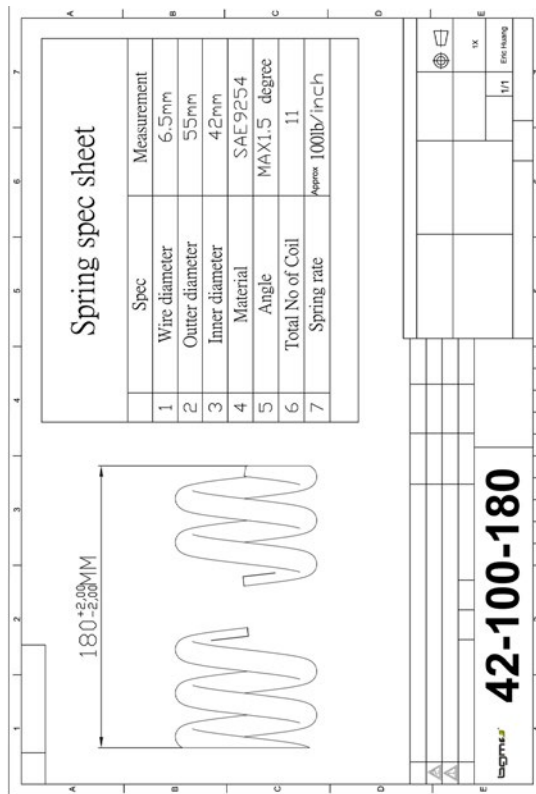 1 2 3 4 5 6 7
A
B
C
D
E
180 +2,00 -2,00 MM
Spring spec sheet
Spec Measurement
1 Wire diameter 6.5mm
2 Outter diameter 55mm
3 Inner diameter 42mm
4 Material SAE9254
5 Angle MAX1.5 degree
6 Total No of Coil 11
7 Spring rate Approx 100lb/inch
42-100-180
1X
1/1
Eric Huang
A
B
C
D
E